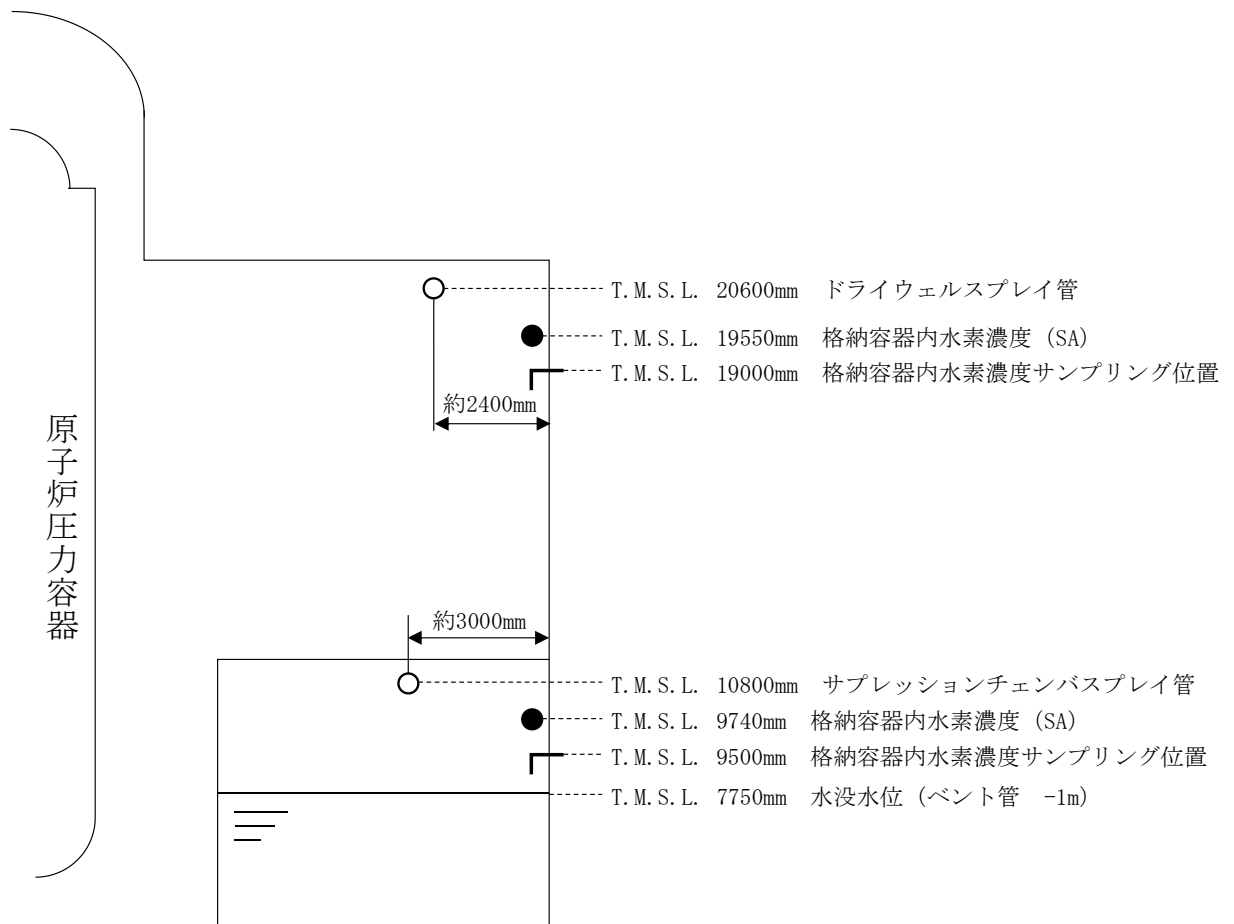 T.M.S.L. 20600mm ドライウェルスプレイ管
T.M.S.L. 19550mm 格納容器内水素濃度（SA）
T.M.S.L. 19000mm 格納容器内水素濃度サンプリング位置
約2400mm
原子炉圧力容器
約3000mm
T.M.S.L. 10800mm サプレッションチェンバスプレイ管
T.M.S.L. 9740mm 格納容器内水素濃度（SA）
T.M.S.L. 9500mm 格納容器内水素濃度サンプリング位置
T.M.S.L. 7750mm 水没水位（ベント管 -1m）